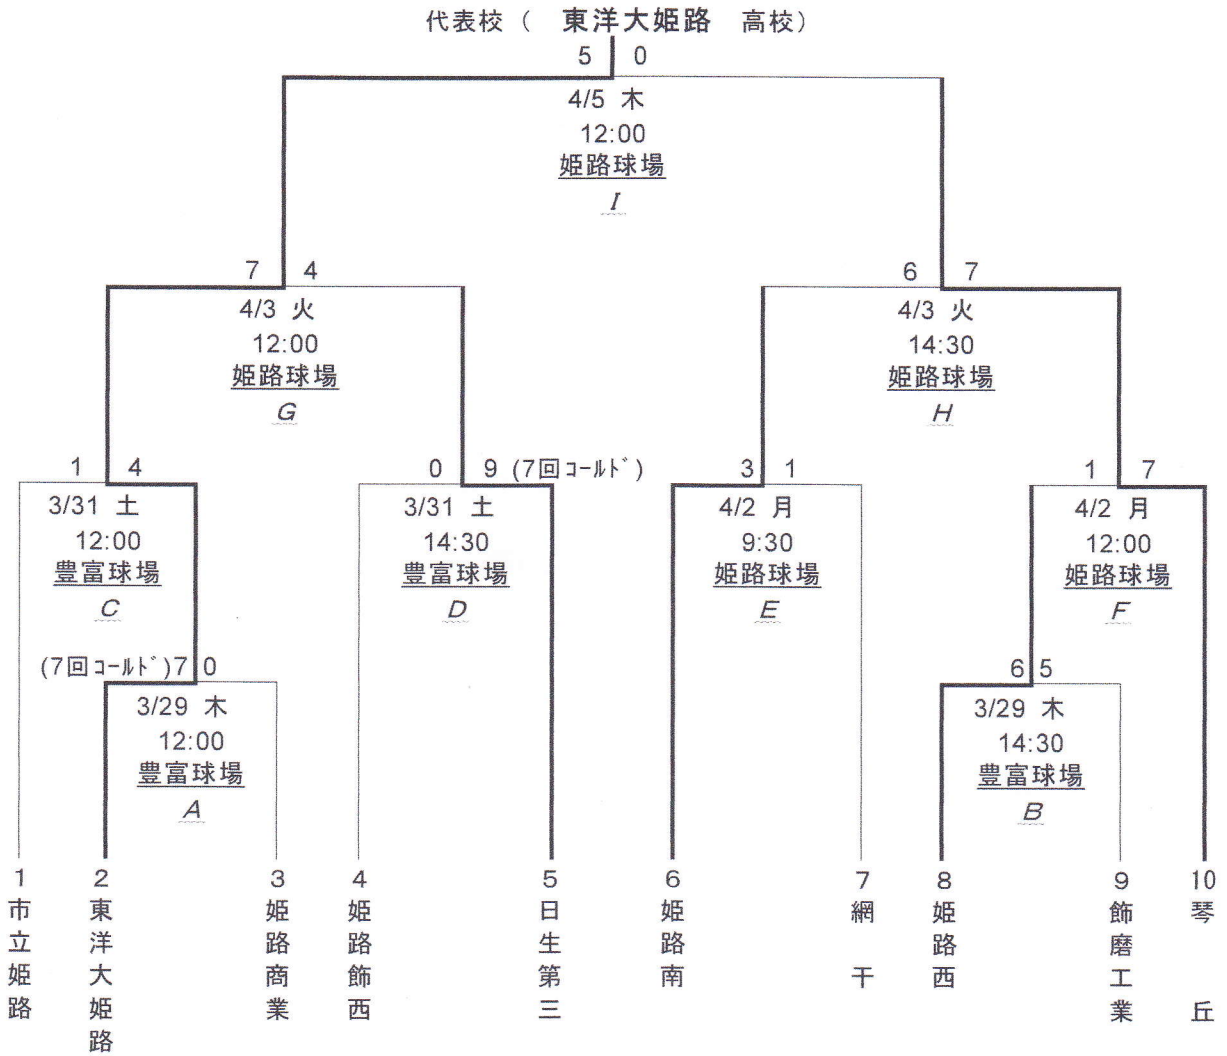 代表校（　東洋大姫路　高校）
5 0
4/5 木
12:00
姫路球場
I
7 4
4/3 火
12:00
姫路球場
G
6 7
4/3 火
14:30
姫路球場
H
1 4
3/31 土
12:00
豊富球場
C
0 9 (7回ｺｰﾙﾄﾞ)
3/31 土
14:30
豊富球場
D
3 1
4/2 月
9:30
姫路球場
E
1 7
4/2 月
12:00
姫路球場
F
(7回ｺｰﾙﾄﾞ)7 0
3/29 木
12:00
豊富球場
A
6 5
3/29 木
14:30
豊富球場
B
1
市立姫路
2
東洋大姫路
3
姫路商業
4
姫路飾西
5
日生第三
6
姫路南
7
網　干
8
姫路西
9
飾磨工業
10
琴　丘